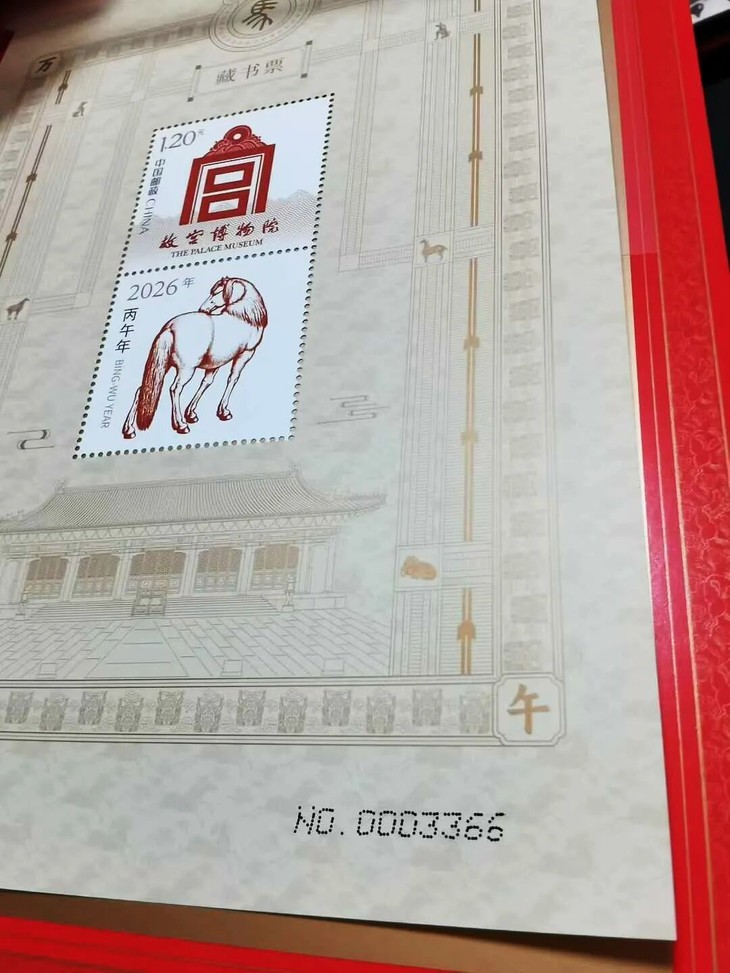 馬
万
藏书票
1.20元
中国邮政 CHINA
故宫博物院
THE PALACE MUSEUM
2026年
丙午年
BING-WU YEAR
午
NO.0003366